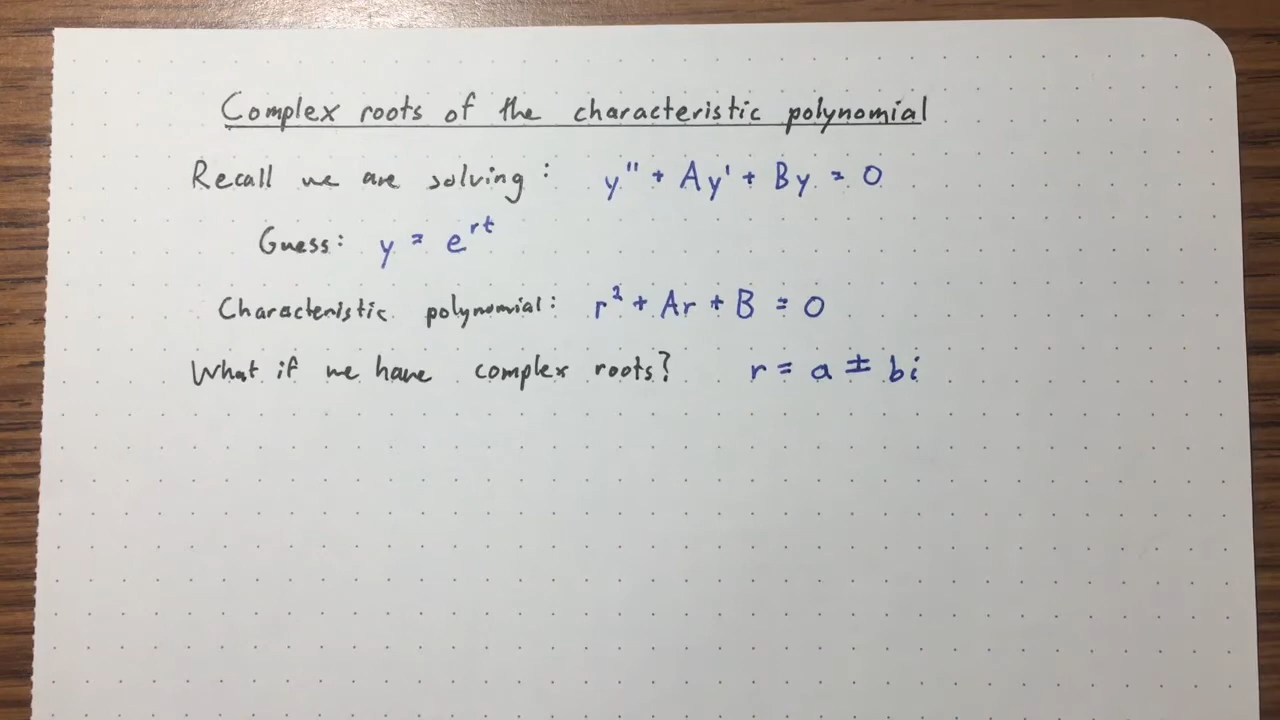 Complex roots of the characteristic polynomial
Recall we are solving: y'' + Ay' + By = 0
Guess: y = e^{rt}
Characteristic polynomial: r² + Ar + B = 0
What if we have complex roots? r = a ± bi